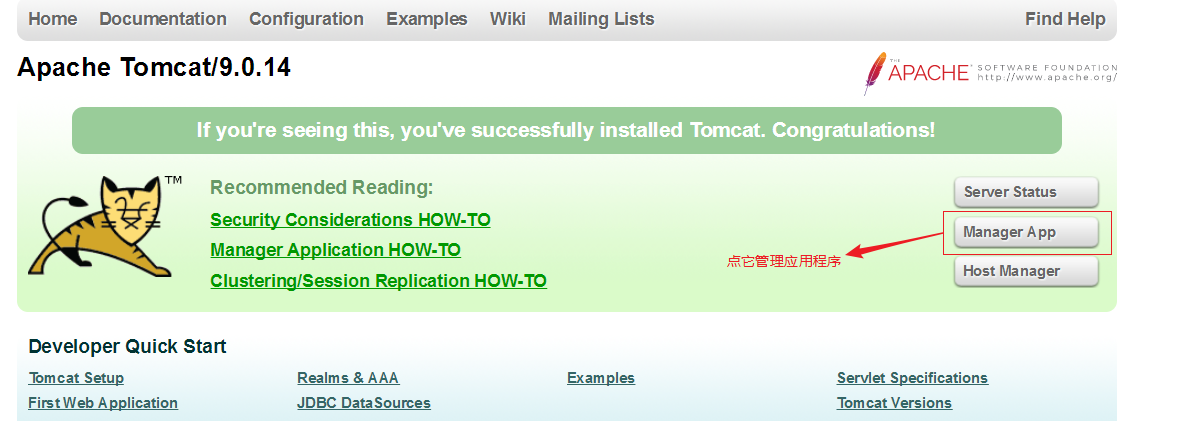 Home Documentation Configuration Examples Wiki Mailing Lists Find Help
Apache Tomcat/9.0.14
THE
APACHE® SOFTWARE FOUNDATION
http://www.apache.org/
If you're seeing this, you've successfully installed Tomcat. Congratulations!
TM
Recommended Reading:
Security Considerations HOW-TO
Manager Application HOW-TO
Clustering/Session Replication HOW-TO
Server Status
Manager App
点它管理应用程序
Host Manager
Developer Quick Start
Tomcat Setup Realms & AAA Examples Servlet Specifications
First Web Application JDBC DataSources Tomcat Versions